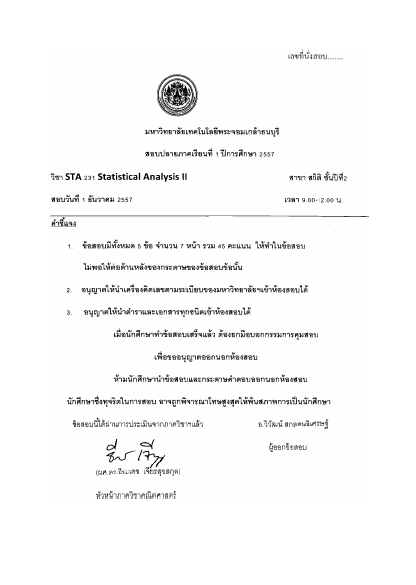 เลขที่นั่งสอบ........
มหาวิทยาลัยเทคโนโลยีพระจอมเกล้าธนบุรี
สอบปลายภาคเรียนที่ 1 ปีการศึกษา 2557
วิชา STA 231 Statistical Analysis II สาขา สถิติ ชั้นปีที่2
สอบวันที่ 1 ธันวาคม 2557 เวลา 9.00-12.00 น.
คำชี้แจง
1. ข้อสอบมีทั้งหมด 5 ข้อ จำนวน 7 หน้า รวม 45 คะแนน ให้ทำในข้อสอบ
ไม่พอให้ต่อด้านหลังของกระดาษของข้อสอบข้อนั้น
2. อนุญาตให้นำเครื่องคิดเลขตามระเบียบของมหาวิทยาลัยฯเข้าห้องสอบได้
3. อนุญาตให้นำตำราและเอกสารทุกชนิดเข้าห้องสอบได้
เมื่อนักศึกษาทำข้อสอบเสร็จแล้ว ต้องยกมือบอกกรรมการคุมสอบ
เพื่อขออนุญาตออกนอกห้องสอบ
ห้ามนักศึกษานำข้อสอบและกระดาษคำตอบออกนอกห้องสอบ
นักศึกษาซึ่งทุจริตในการสอบ อาจถูกพิจารณาโทษสูงสุดให้พ้นสภาพการเป็นนักศึกษา
ข้อสอบนี้ได้ผ่านการประเมินจากภาควิชาฯแล้ว อ.วิวัฒน์
ผู้ออกข้อสอบ
(ผศ.ดร.ธีระเดช เจียรสุขสกุล)
หัวหน้าภาควิชาคณิตศาสตร์